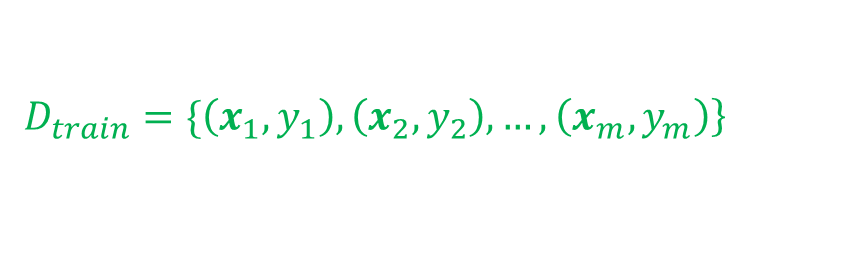 D_train = {(x_1, y_1), (x_2, y_2), ..., (x_m, y_m)}